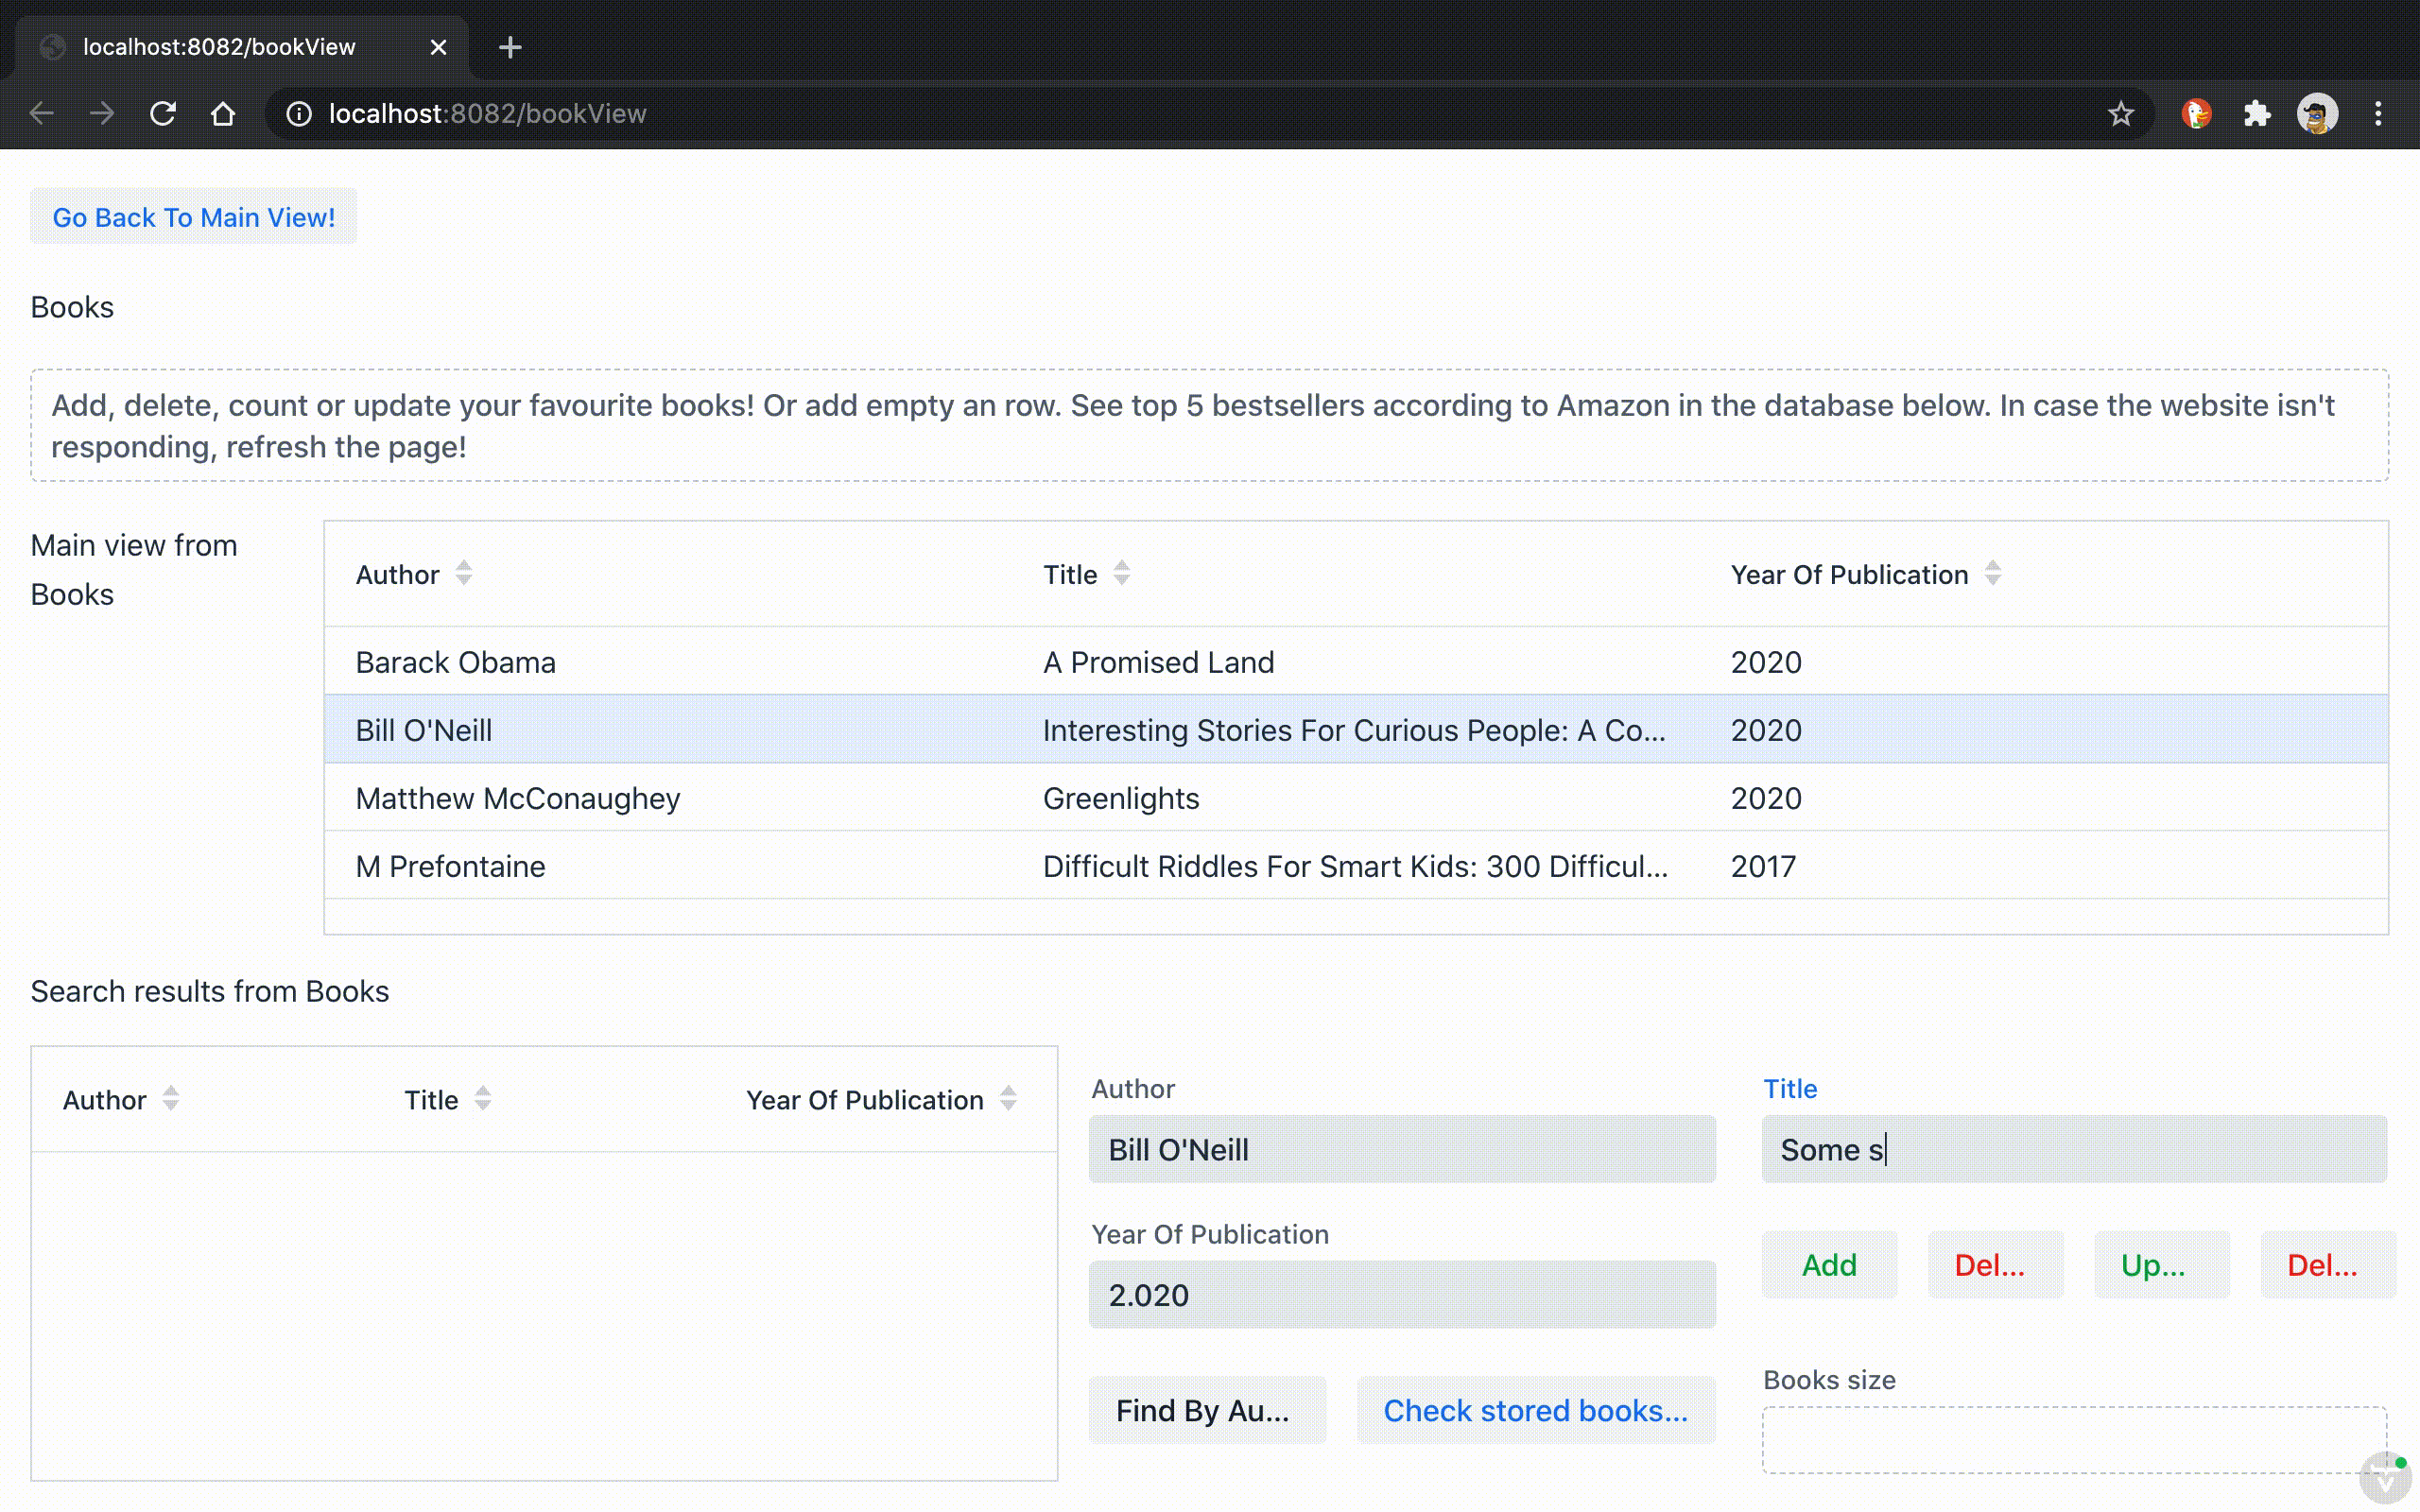 localhost:8082/bookView
localhost:8082/bookView
Go Back To Main View!
Books
Add, delete, count or update your favourite books! Or add empty an row. See top 5 bestsellers according to Amazon in the database below. In case the website isn't
responding, refresh the page!
Main view from
Books
Author Title Year Of Publication
Barack Obama A Promised Land 2020
Bill O'Neill Interesting Stories For Curious People: A Co... 2020
Matthew McConaughey Greenlights 2020
M Prefontaine Difficult Riddles For Smart Kids: 300 Difficul... 2017
Search results from Books
Author Title Year Of Publication
Author Title
Bill O'Neill Some s
Year Of Publication
2.020
Add Del... Up... Del...
Find By Au... Check stored books...
Books size